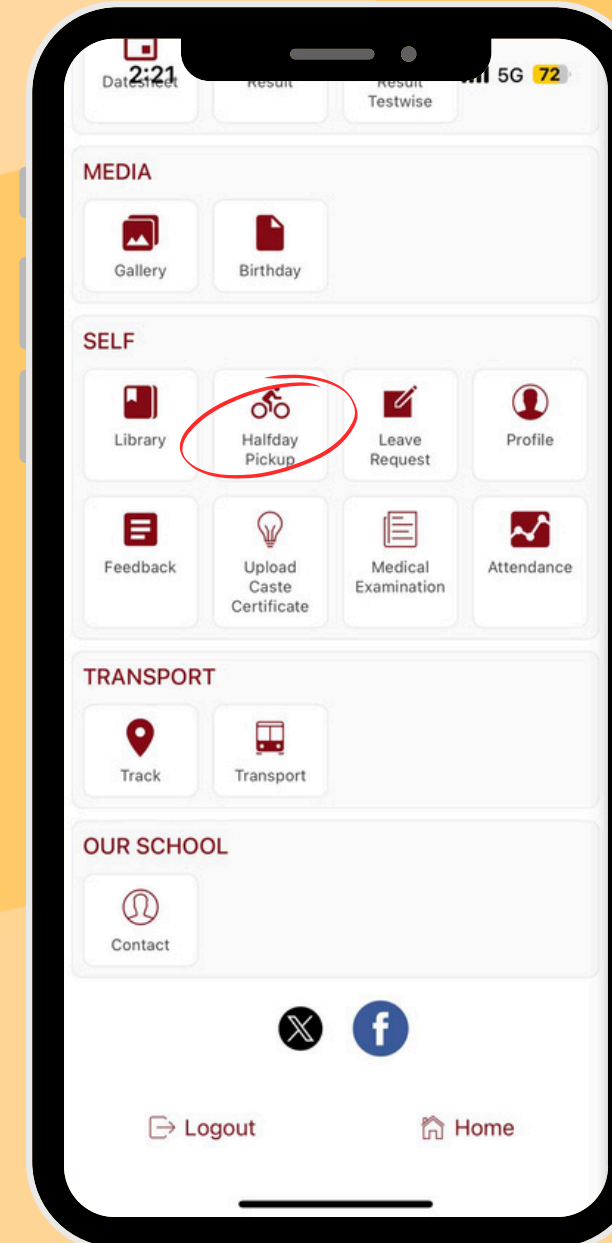 2:21
5G 72
Datesheet
Result
Result
Testwise
MEDIA
Gallery
Birthday
SELF
Library
Halfday
Pickup
Leave
Request
Profile
Feedback
Upload
Caste
Certificate
Medical
Examination
Attendance
TRANSPORT
Track
Transport
OUR SCHOOL
Contact
Logout
Home